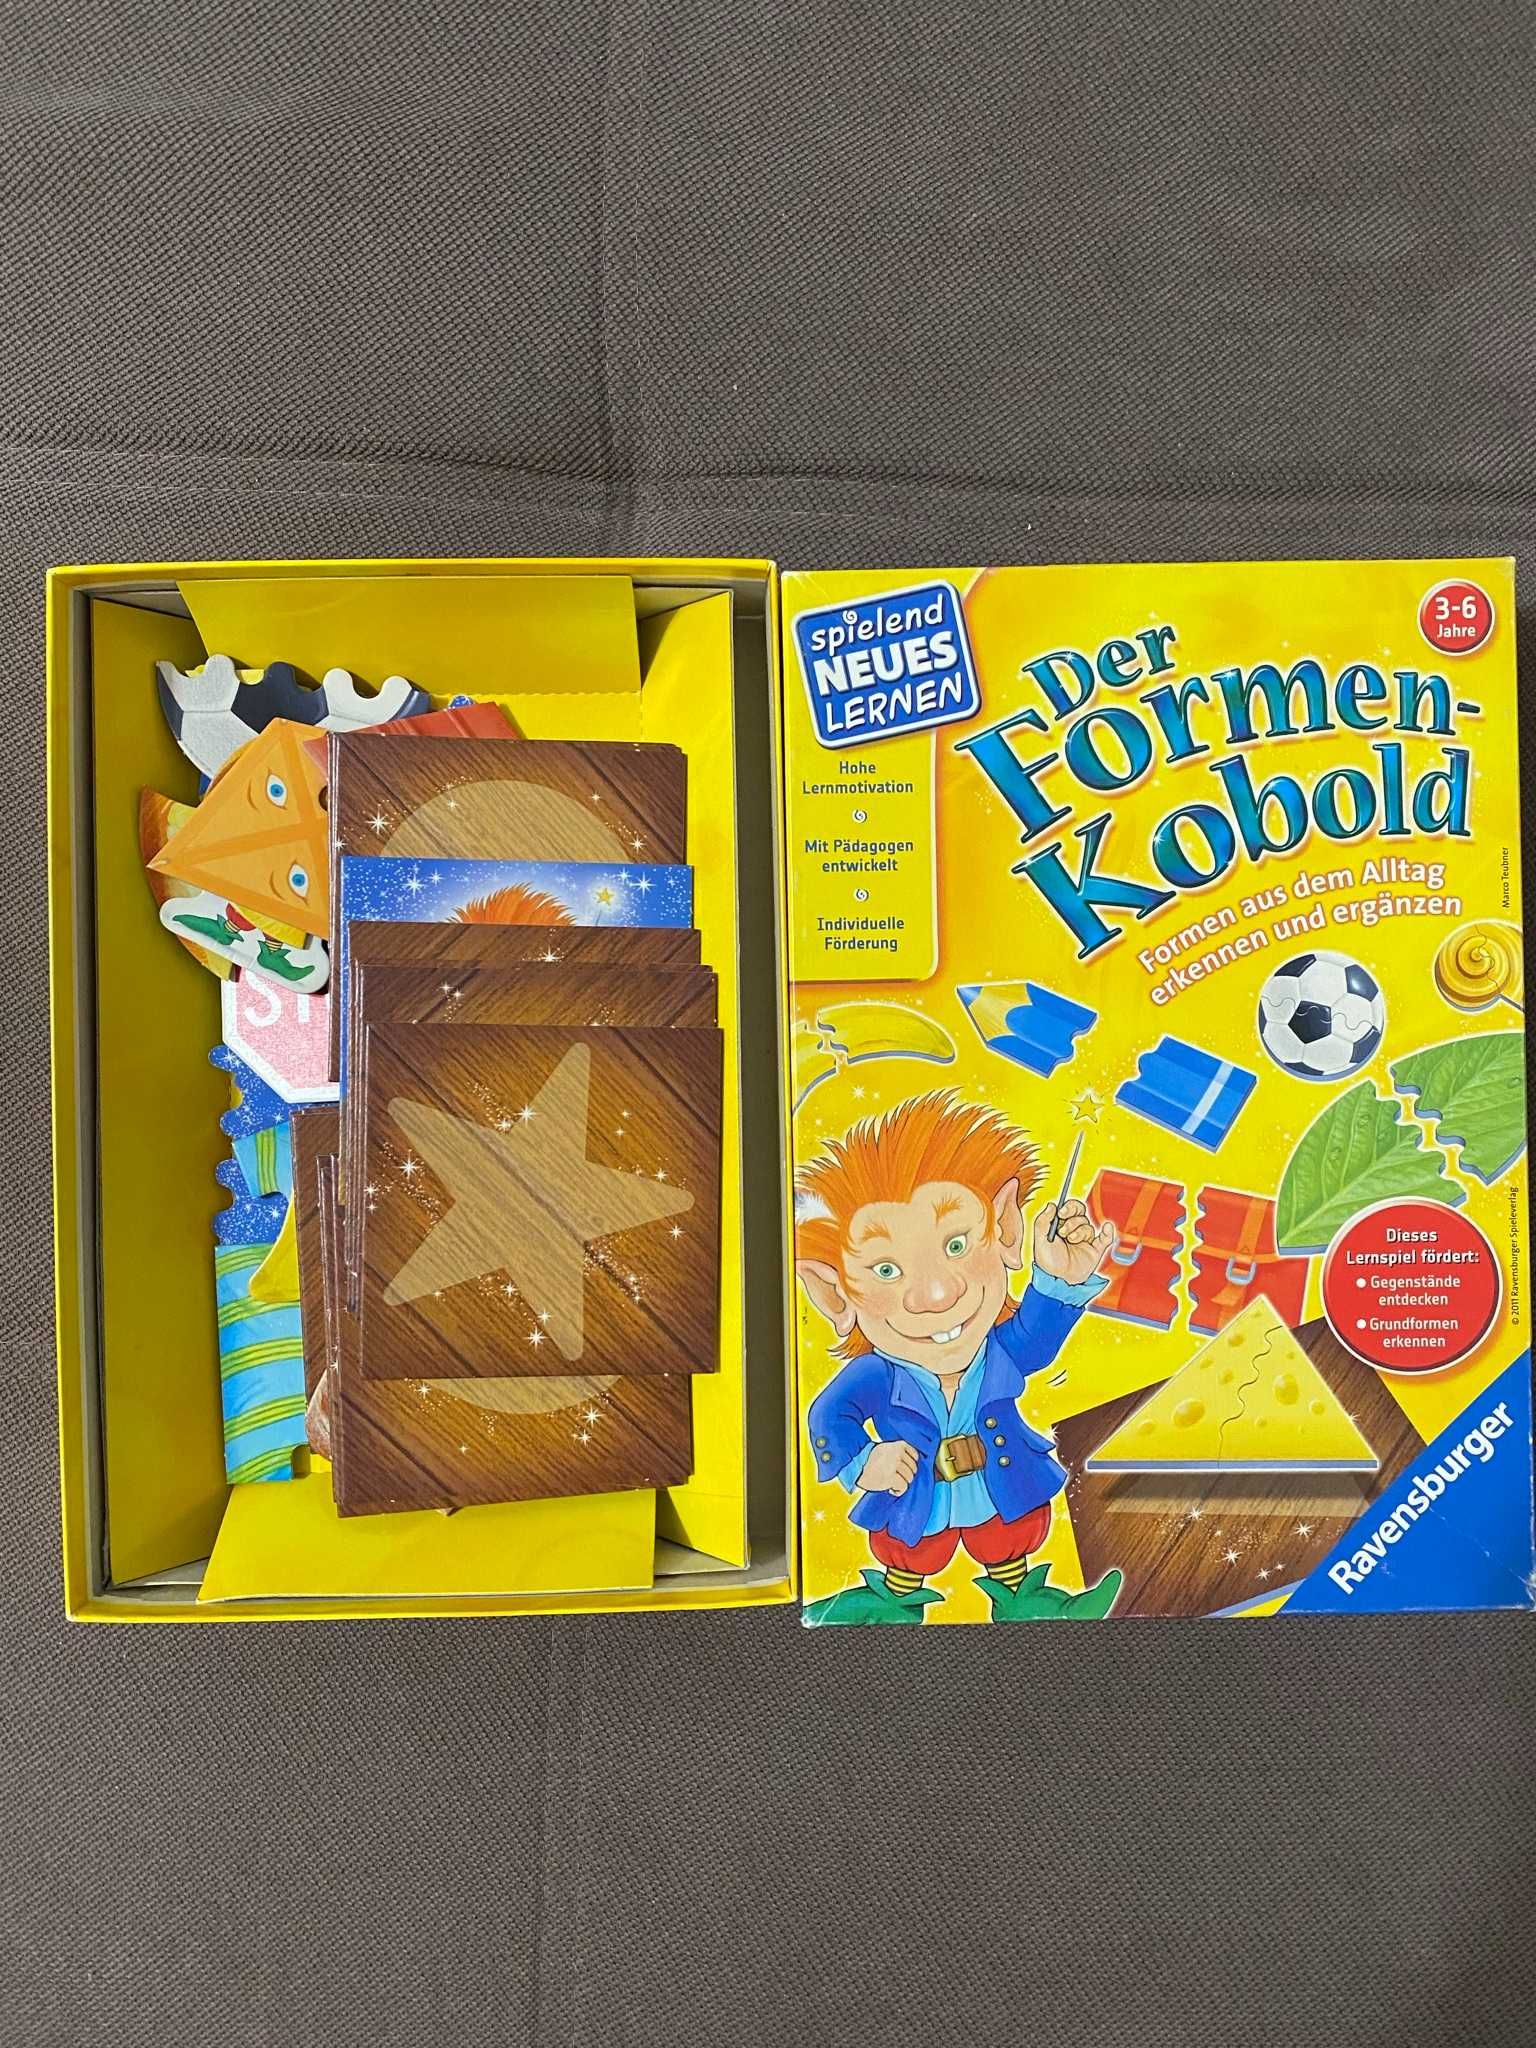 spielend
NEUES
LERNEN
Hohe
Lernmotivation
Mit Pädagogen
entwickelt
Individuelle
Förderung
3-6
Jahre
Der
Formen-
Kobold
Formen aus dem Alltag
erkennen und ergänzen
Marco Teubner
Dieses
Lernspiel fördert:
• Gegenstände
entdecken
• Grundformen
erkennen
© 2011 Ravensburger Spieleverlag
Ravensburger
ST